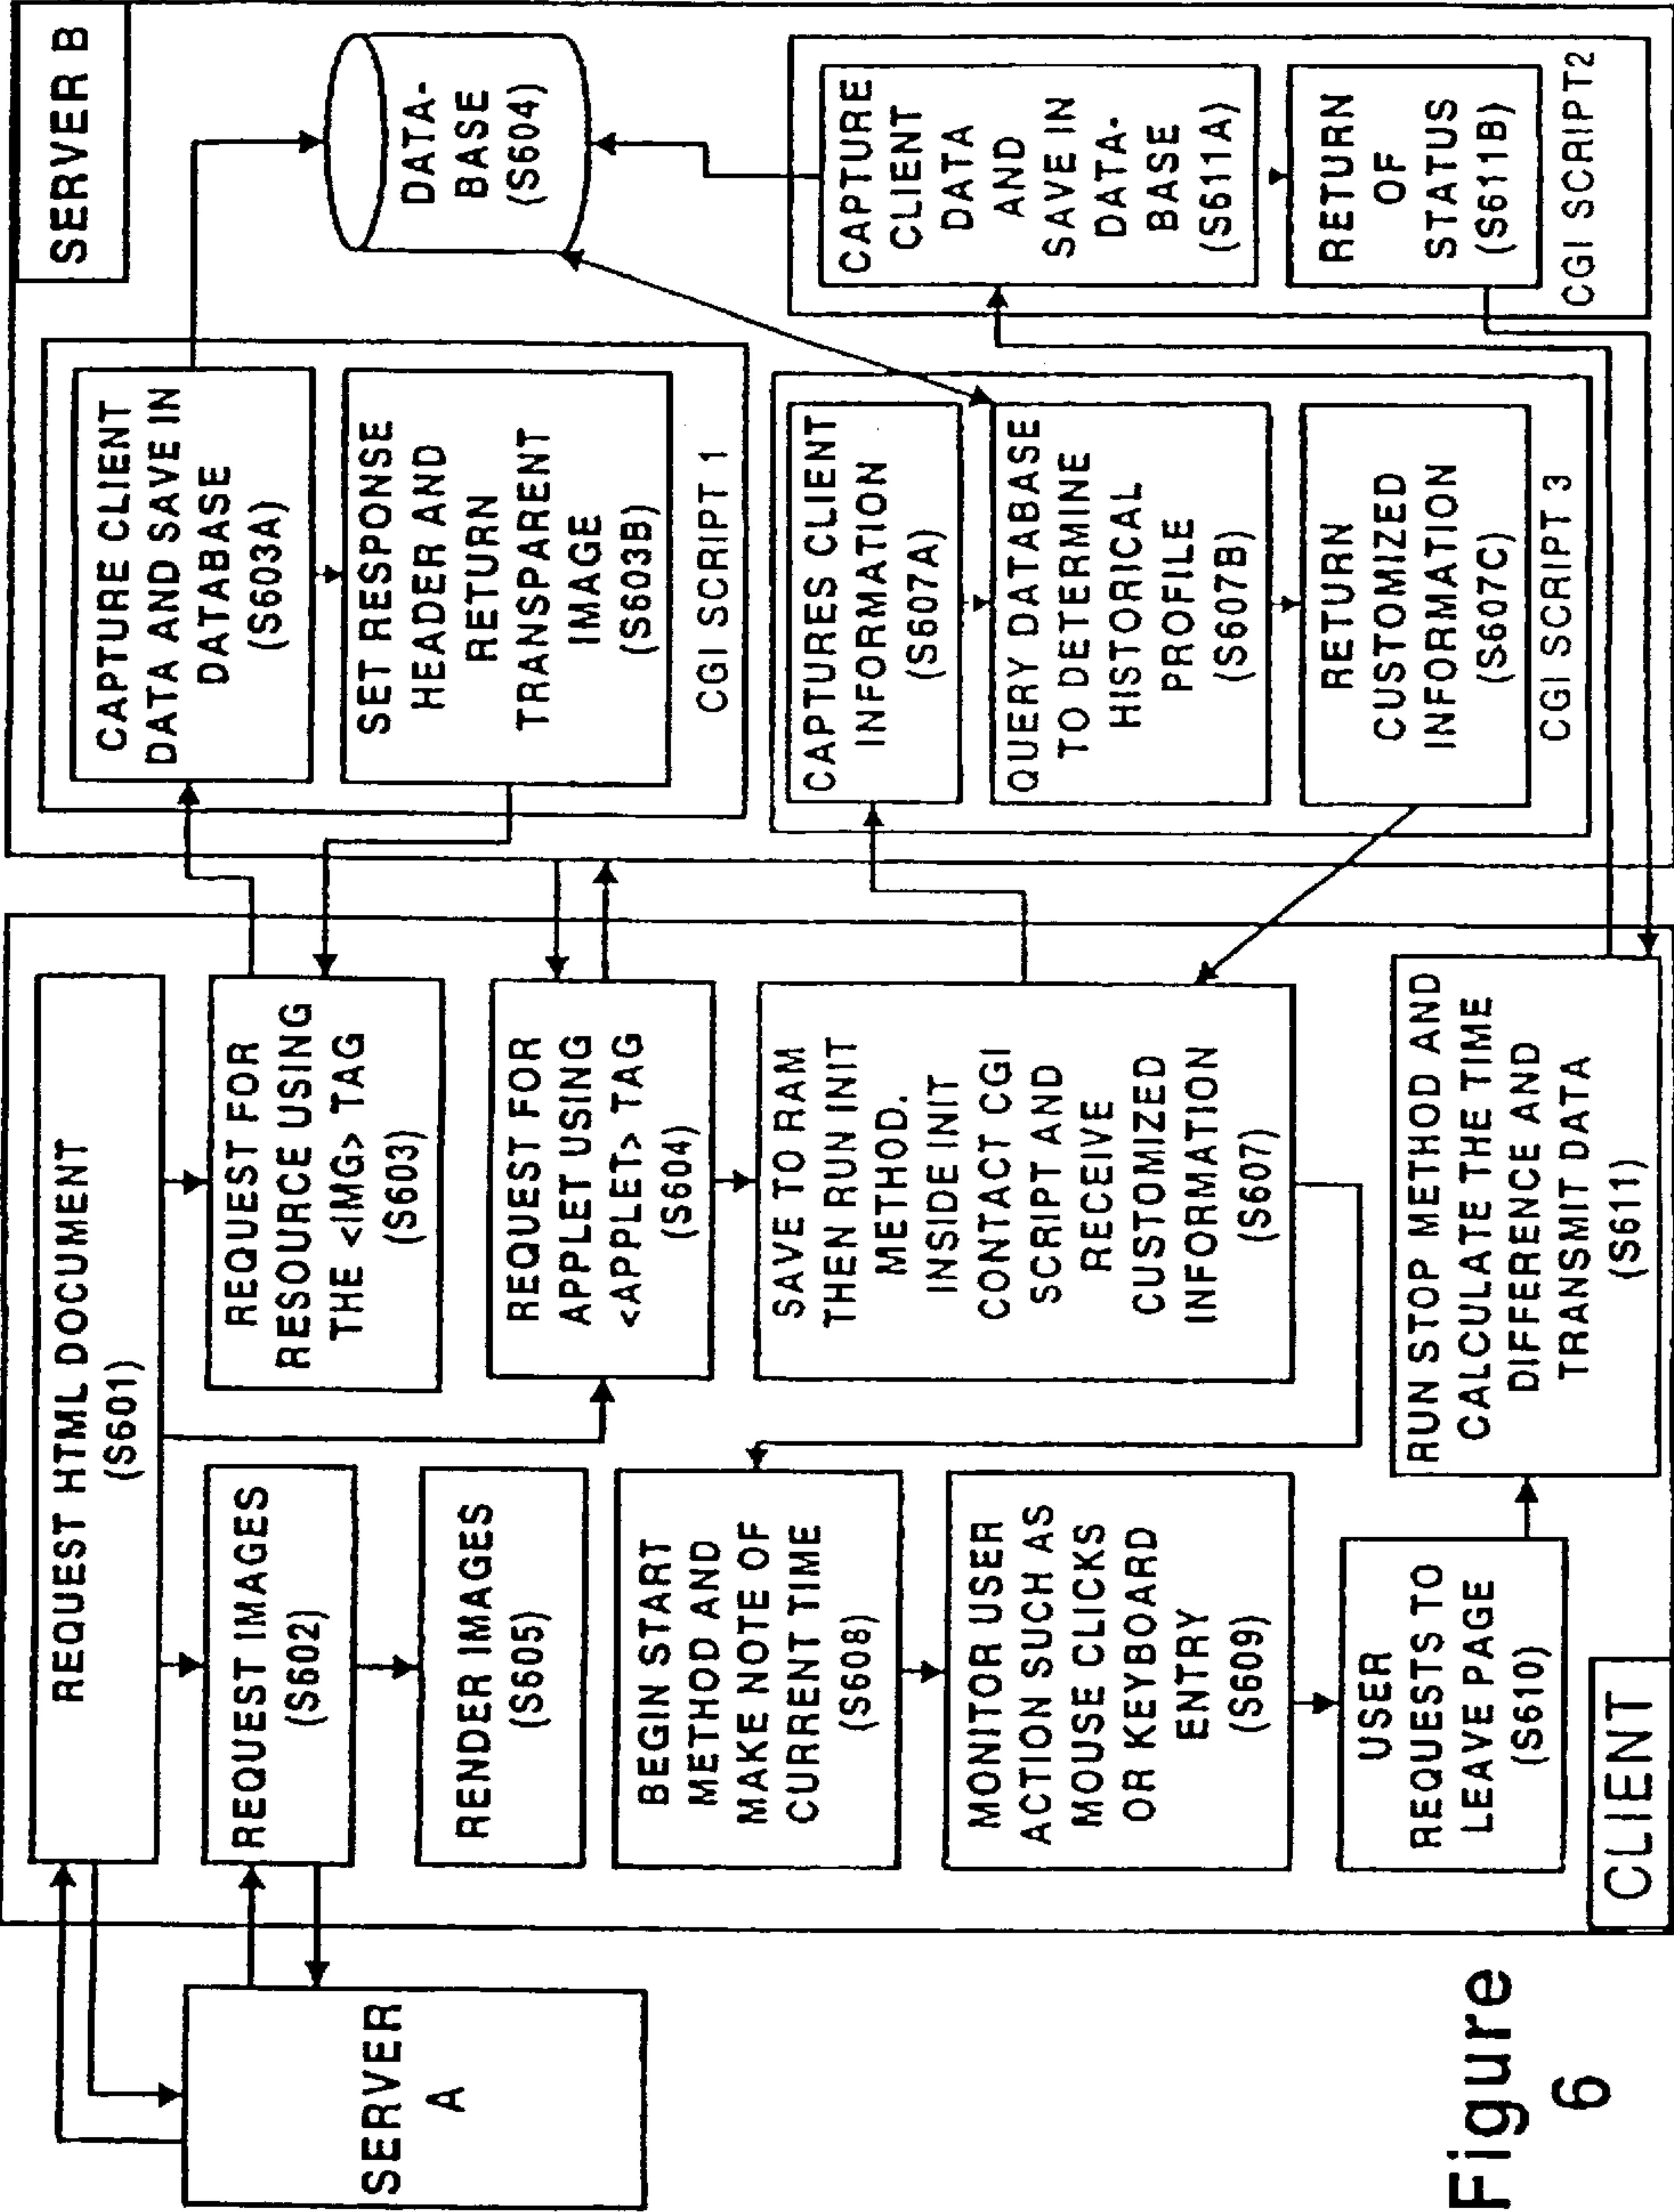 SERVER
A
REQUEST HTML DOCUMENT
(S601)
REQUEST IMAGES
(S602)
RENDER IMAGES
(S605)
REQUEST FOR
RESOURCE USING
THE <IMG> TAG
(S603)
REQUEST FOR
APPLET USING
<APPLET> TAG
(S604)
SAVE TO RAM
THEN RUN INIT
METHOD.
INSIDE INIT
CONTACT CGI
SCRIPT AND
RECEIVE
CUSTOMIZED
INFORMATION
(S607)
BEGIN START
METHOD AND
MAKE NOTE OF
CURRENT TIME
(S608)
MONITOR USER
ACTION SUCH AS
MOUSE CLICKS
OR KEYBOARD
ENTRY
(S609)
USER
REQUESTS TO
LEAVE PAGE
(S610)
RUN STOP METHOD AND
CALCULATE THE TIME
DIFFERENCE AND
TRANSMIT DATA
(S611)
CLIENT
SERVER B
CAPTURE CLIENT
DATA AND SAVE IN
DATABASE
(S603A)
SET RESPONSE
HEADER AND
RETURN
TRANSPARENT
IMAGE
(S603B)
CGI SCRIPT 1
DATA-
BASE
(S604)
CAPTURES CLIENT
INFORMATION
(S607A)
QUERY DATABASE
TO DETERMINE
HISTORICAL
PROFILE
(S607B)
RETURN
CUSTOMIZED
INFORMATION
(S607C)
CGI SCRIPT 3
CAPTURE
CLIENT
DATA
AND
SAVE IN
DATA-
BASE
(S611A)
RETURN
OF
STATUS
(S611B)
CGI SCRIPT2
Figure
6